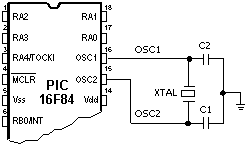 1 RA2 RA1 18
2 RA3 RA0 17
3 RA4/TOCKI OSC1 16 OSC1 C2
4 MCLR OSC2 15
PIC XTAL
5 Vss 16F84 Vdd 14
6 RB0/INT OSC2 C1